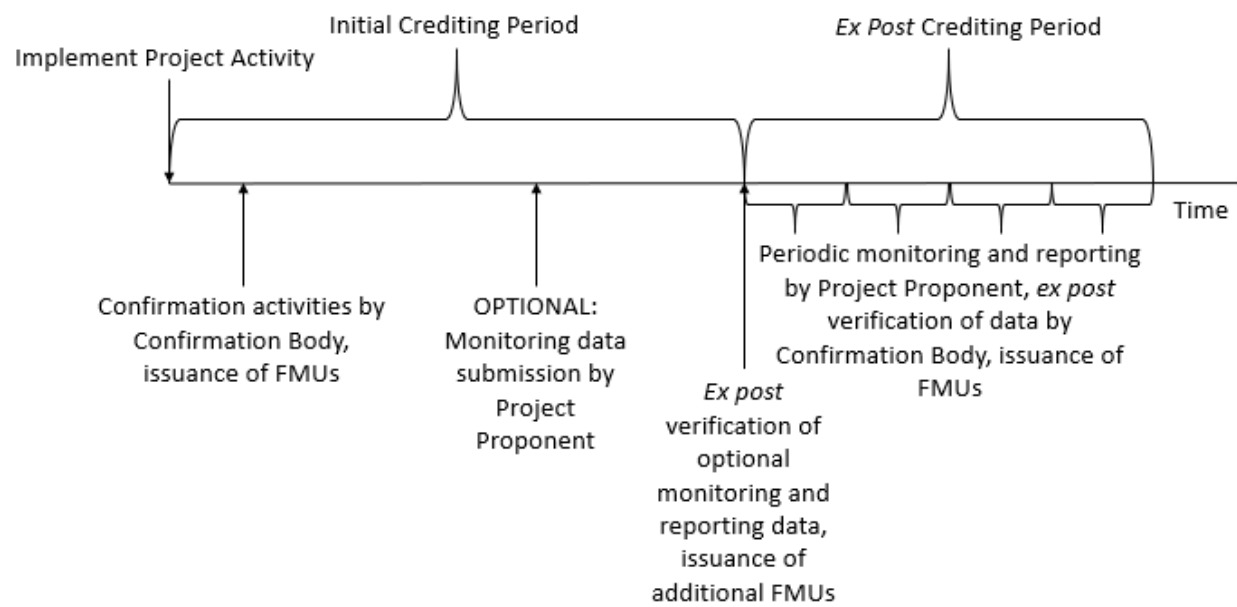 Initial Crediting Period
Ex Post Crediting Period
Implement Project Activity
Time
Confirmation activities by
Confirmation Body,
issuance of FMUs
OPTIONAL:
Monitoring data
submission by
Project
Proponent
Ex post
verification of
optional
monitoring and
reporting data,
issuance of
additional FMUs
Periodic monitoring and reporting
by Project Proponent, ex post
verification of data by
Confirmation Body, issuance of
FMUs